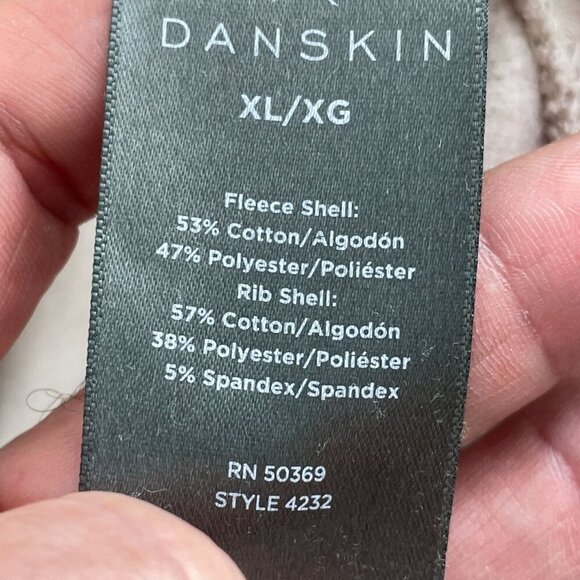 DANSKIN
XL/XG
Fleece Shell:
53% Cotton/Algodón
47% Polyester/Poliéster
Rib Shell:
57% Cotton/Algodón
38% Polyester/Poliéster
5% Spandex/Spandex
RN 50369
STYLE 4232